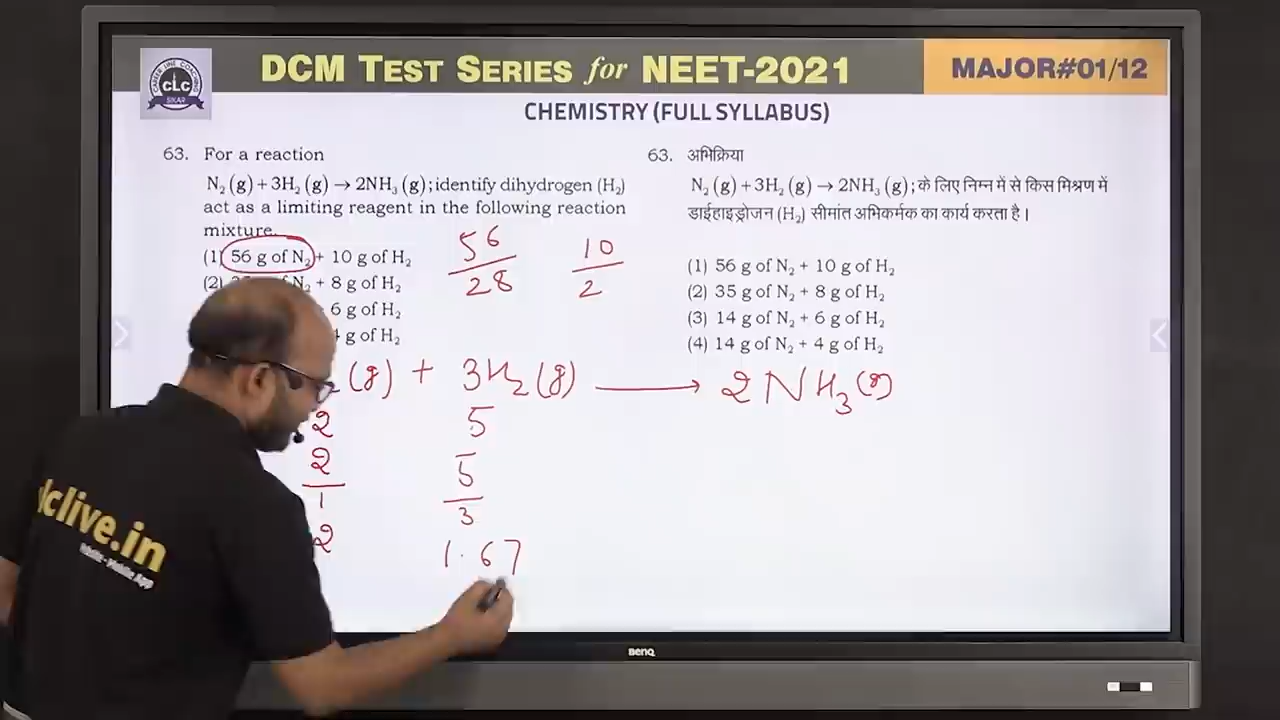 DCM TEST SERIES for NEET-2021
MAJOR#01/12
CLC
SIKAR
CHEMISTRY (FULL SYLLABUS)
63. For a reaction
N₂(g)+3H₂(g)→2NH₃(g);identify dihydrogen (H₂)
act as a limiting reagent in the following reaction
mixture.
(1) 56 g of N₂ + 10 g of H₂
(2) N₂ + 8 g of H₂
6 g of H₂
g of H₂
56/28
10/2
63. अभिक्रिया
N₂(g)+3H₂(g)→2NH₃(g); के लिए निम्न में से किस मिश्रण में
डाईहाइड्रोजन (H₂) सीमांत अभिकर्मक का कार्य करता है।
(1) 56 g of N₂ + 10 g of H₂
(2) 35 g of N₂ + 8 g of H₂
(3) 14 g of N₂ + 6 g of H₂
(4) 14 g of N₂ + 4 g of H₂
₂(g) + 3H₂(g) ⟶ 2NH₃(g)
2 5
2/1 5/3
2 1.67
clclive.in
BenQ